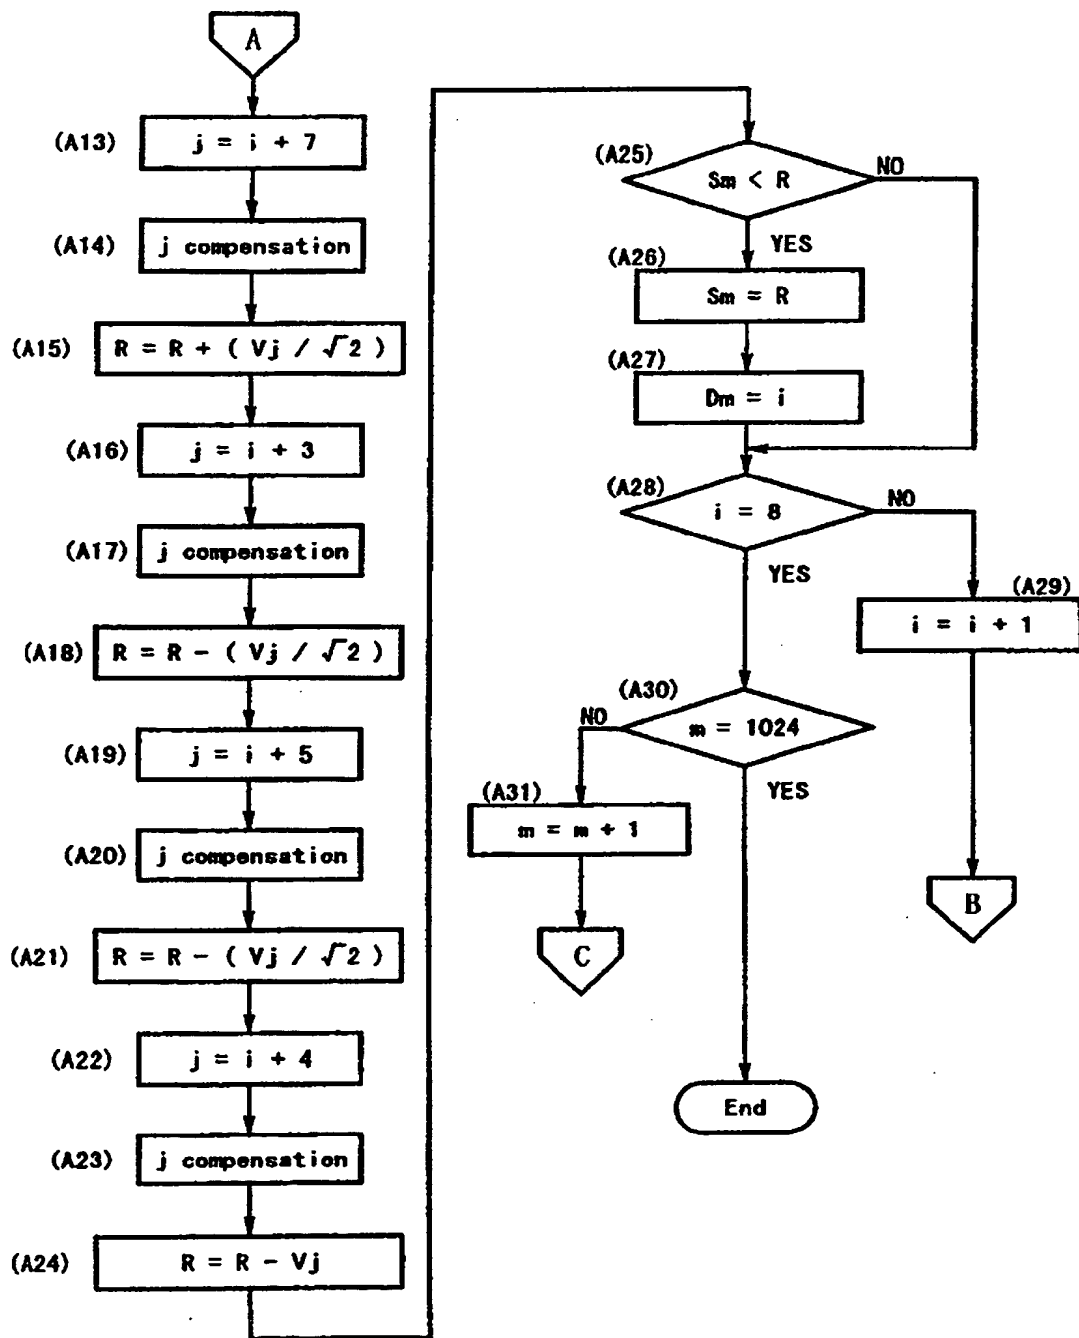 A
(A13) j = i + 7
(A14) j compensation
(A15) R = R + ( Vj / √2 )
(A16) j = i + 3
(A17) j compensation
(A18) R = R - ( Vj / √2 )
(A19) j = i + 5
(A20) j compensation
(A21) R = R - ( Vj / √2 )
(A22) j = i + 4
(A23) j compensation
(A24) R = R - Vj
(A25) Sm < R
NO
YES
(A26) Sm = R
(A27) Dm = i
(A28) i = 8
NO
YES
(A29) i = i + 1
B
(A30) m = 1024
NO
YES
(A31) m = m + 1
C
End